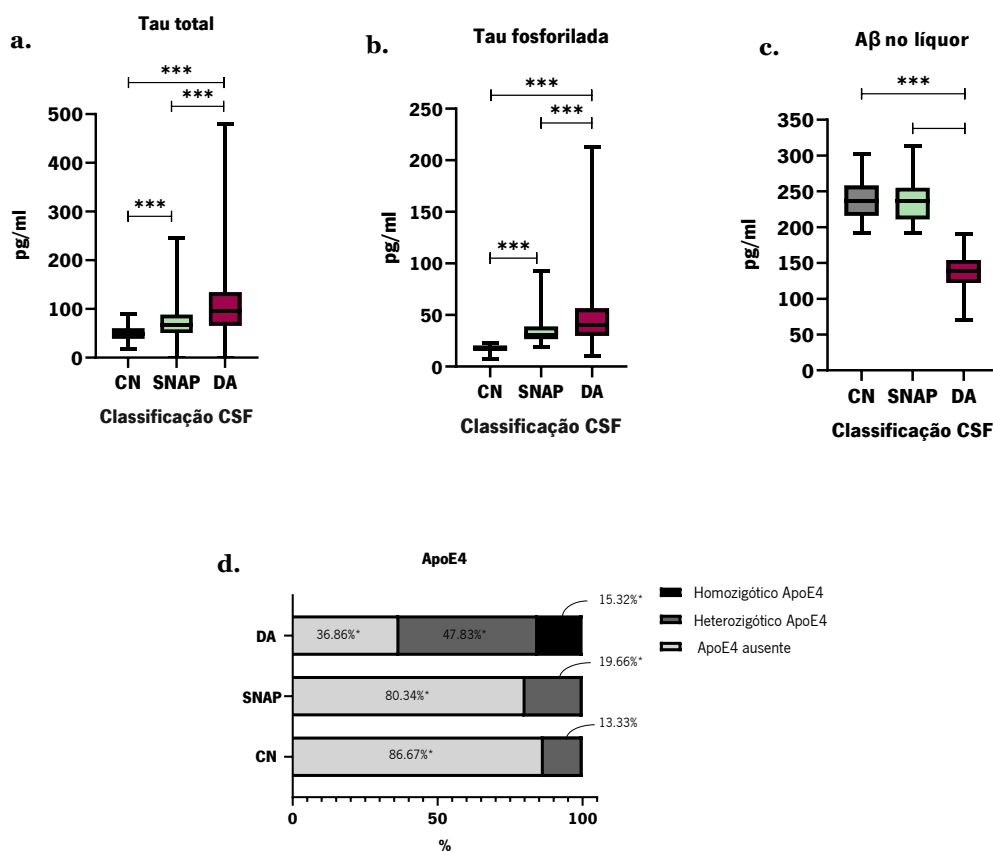 a.
Tau total
***
***
***
500
400
300
200
100
0
pg/ml
CN SNAP DA
Classificação CSF
b.
Tau fosforilada
***
***
***
250
200
150
100
50
0
pg/ml
CN SNAP DA
Classificação CSF
c.
Aβ no líquor
***
350
300
250
200
150
100
50
0
pg/ml
CN SNAP DA
Classificação CSF
d.
ApoE4
DA
36.86%*
47.83%*
15.32%*
SNAP
80.34%*
19.66%*
CN
86.67%*
13.33%
0 50 100
%
Homozigótico ApoE4
Heterozigótico ApoE4
ApoE4 ausente